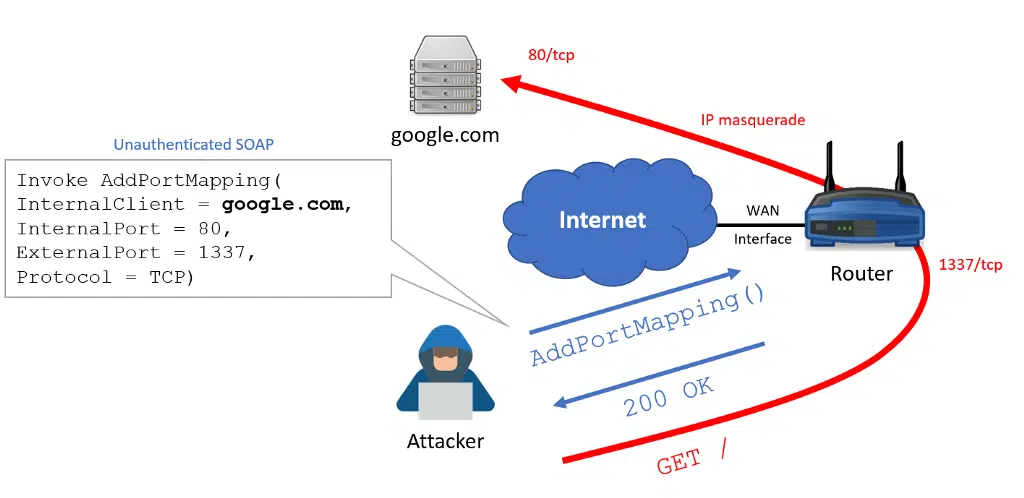 80/tcp
google.com
IP masquerade
Unauthenticated SOAP
Invoke AddPortMapping(
InternalClient = google.com,
InternalPort = 80,
ExternalPort = 1337,
Protocol = TCP)
Internet
WAN
Interface
Router
1337/tcp
AddPortMapping()
200 OK
Attacker
GET /